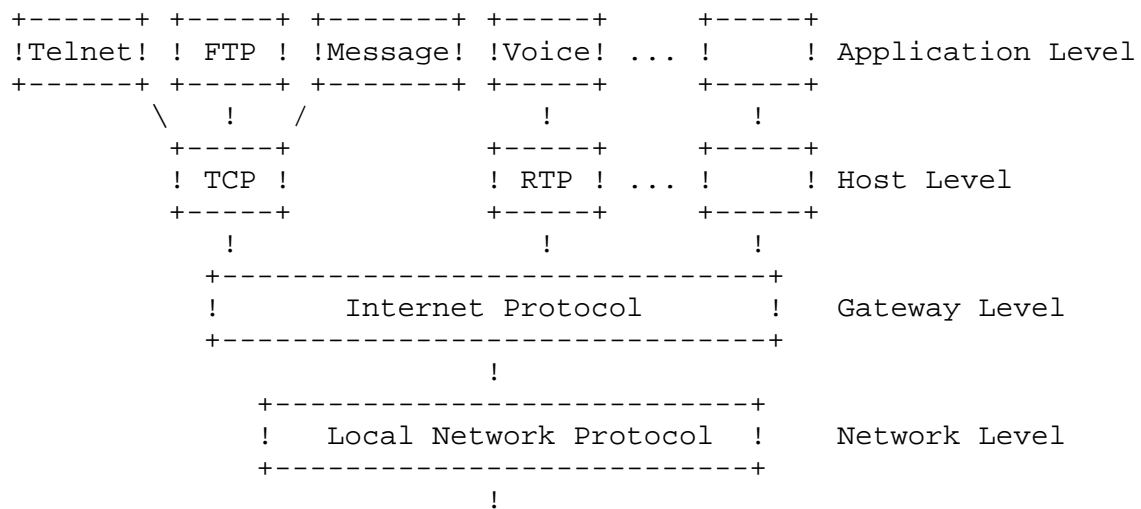 +------+ +-----+ +-------+ +-----+     +-----+
!Telnet! ! FTP ! !Message! !Voice! ... !     ! Application Level
+------+ +-----+ +-------+ +-----+     +-----+
        \   !   /             !           !
         +-----+           +-----+     +-----+
         ! TCP !           ! RTP ! ... !     ! Host Level
         +-----+           +-----+     +-----+
            !                 !           !
           +-------------------------------+
           !       Internet Protocol       !   Gateway Level
           +-------------------------------+
                           !
              +---------------------------+
              !   Local Network Protocol  !    Network Level
              +---------------------------+
                           !